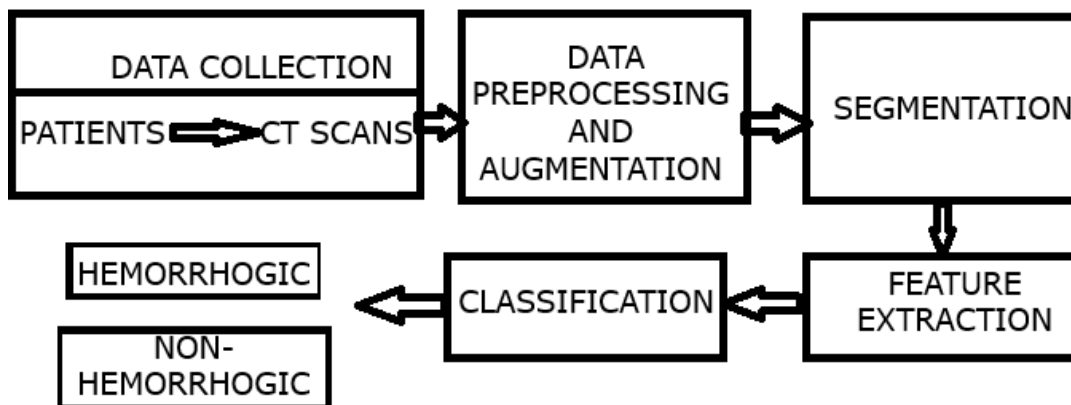 DATA COLLECTION
PATIENTS CT SCANS
DATA
PREPROCESSING
AND
AUGMENTATION
SEGMENTATION
FEATURE
EXTRACTION
CLASSIFICATION
HEMORRHOGIC
NON-
HEMORRHOGIC